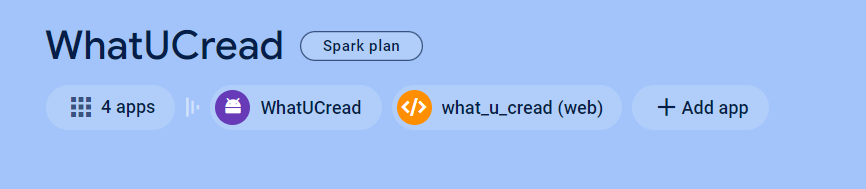 WhatUCread Spark plan
4 apps WhatUCread what_u_cread (web) + Add app